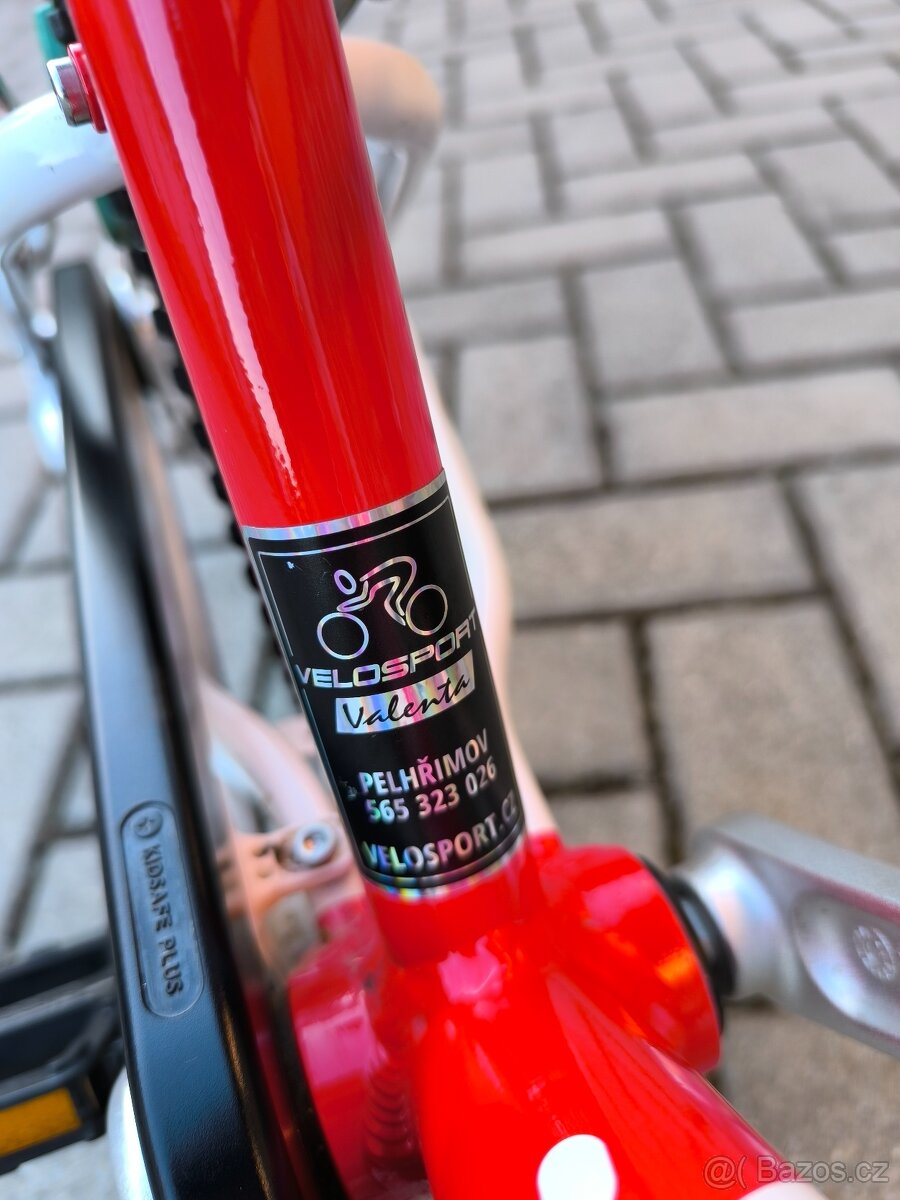 VELOSPORT
Valenta
PELHŘIMOV
565 323 026
VELOSPORT.CZ
KIDSAFE PLUS
@( Bazos.cz